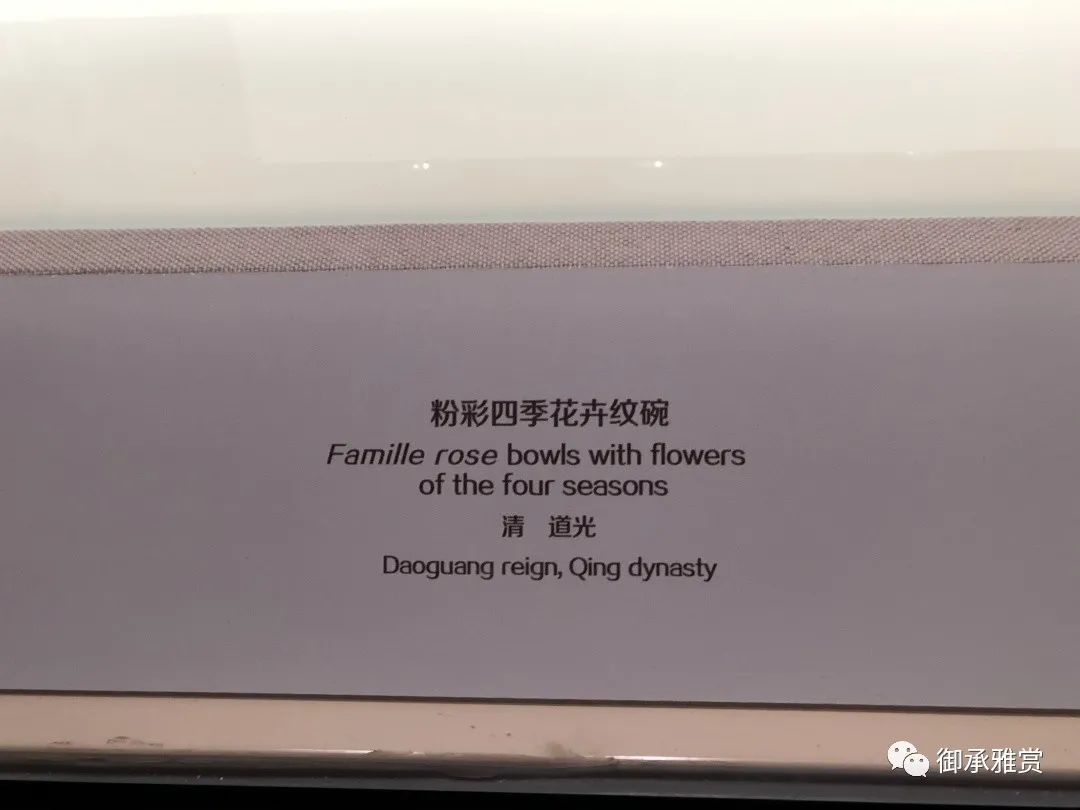 粉彩四季花卉纹碗
Famille rose bowls with flowers
of the four seasons
清 道光
Daoguang reign, Qing dynasty
御承雅赏